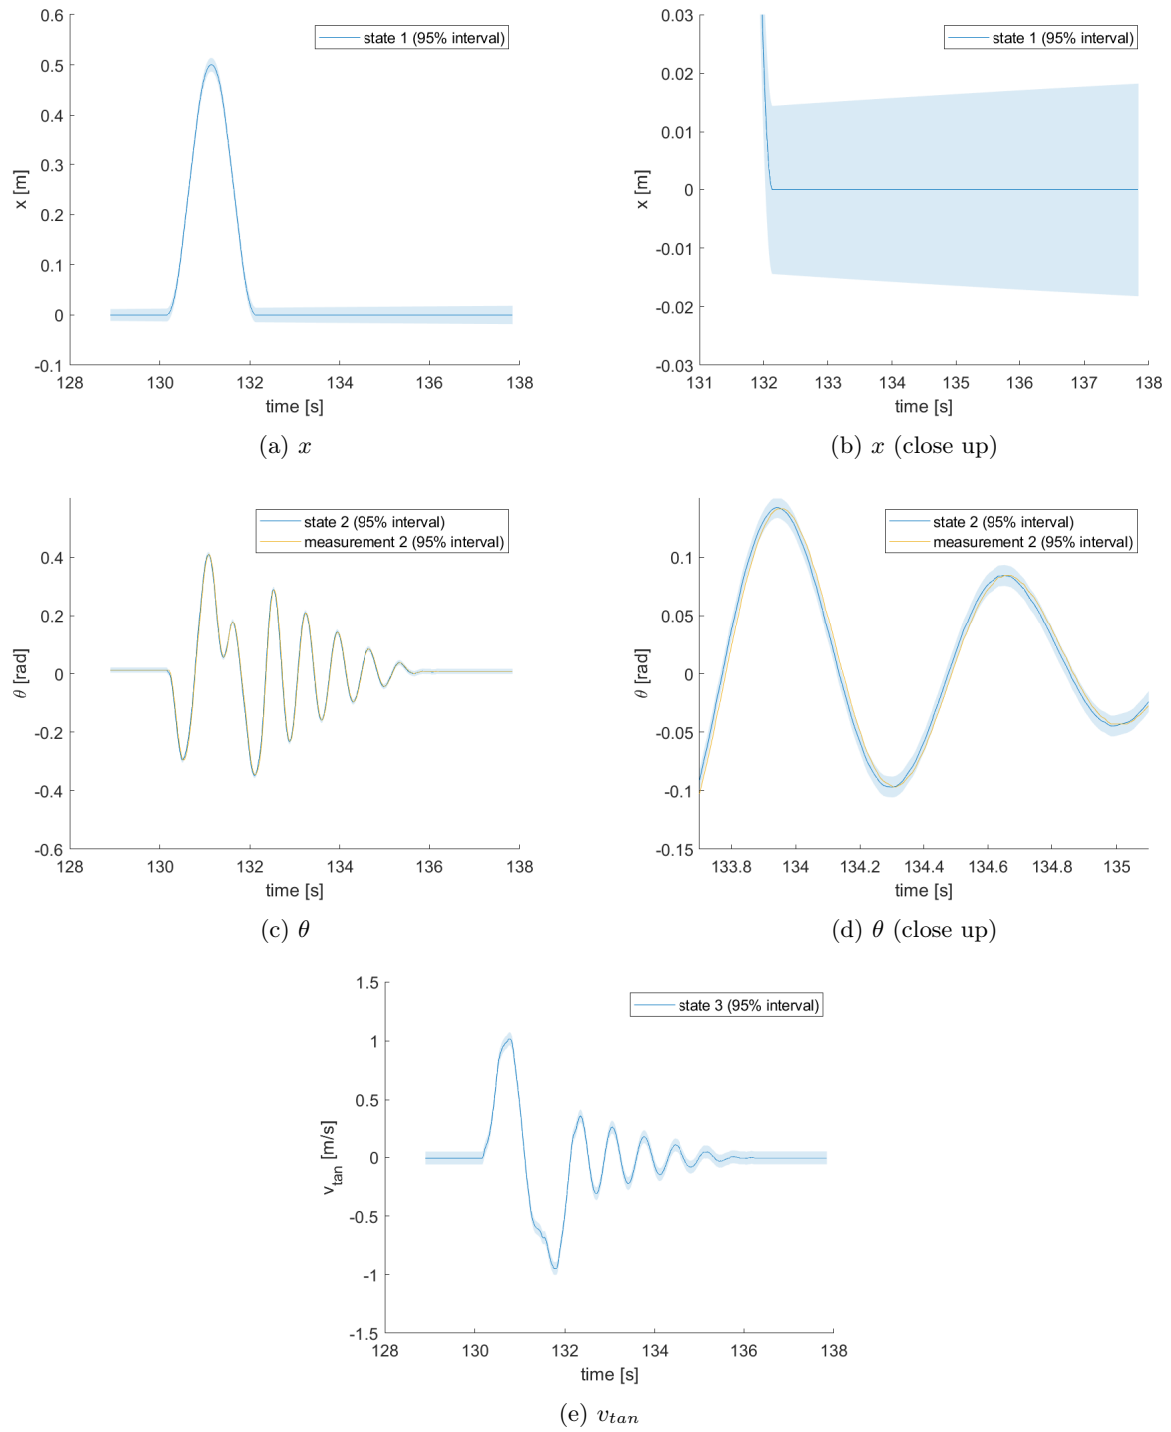 0.6
0.5
0.4
0.3
0.2
0.1
0
-0.1
x [m]
128 130 132 134 136 138
time [s]
state 1 (95% interval)
(a) x
0.03
0.02
0.01
0
-0.01
-0.02
-0.03
x [m]
131 132 133 134 135 136 137 138
time [s]
state 1 (95% interval)
(b) x (close up)
0.4
0.2
0
-0.2
-0.4
-0.6
θ [rad]
128 130 132 134 136 138
time [s]
state 2 (95% interval)
measurement 2 (95% interval)
(c) θ
0.1
0.05
0
-0.05
-0.1
-0.15
θ [rad]
133.8 134 134.2 134.4 134.6 134.8 135
time [s]
state 2 (95% interval)
measurement 2 (95% interval)
(d) θ (close up)
1.5
1
0.5
0
-0.5
-1
-1.5
v_tan [m/s]
128 130 132 134 136 138
time [s]
state 3 (95% interval)
(e) v_tan